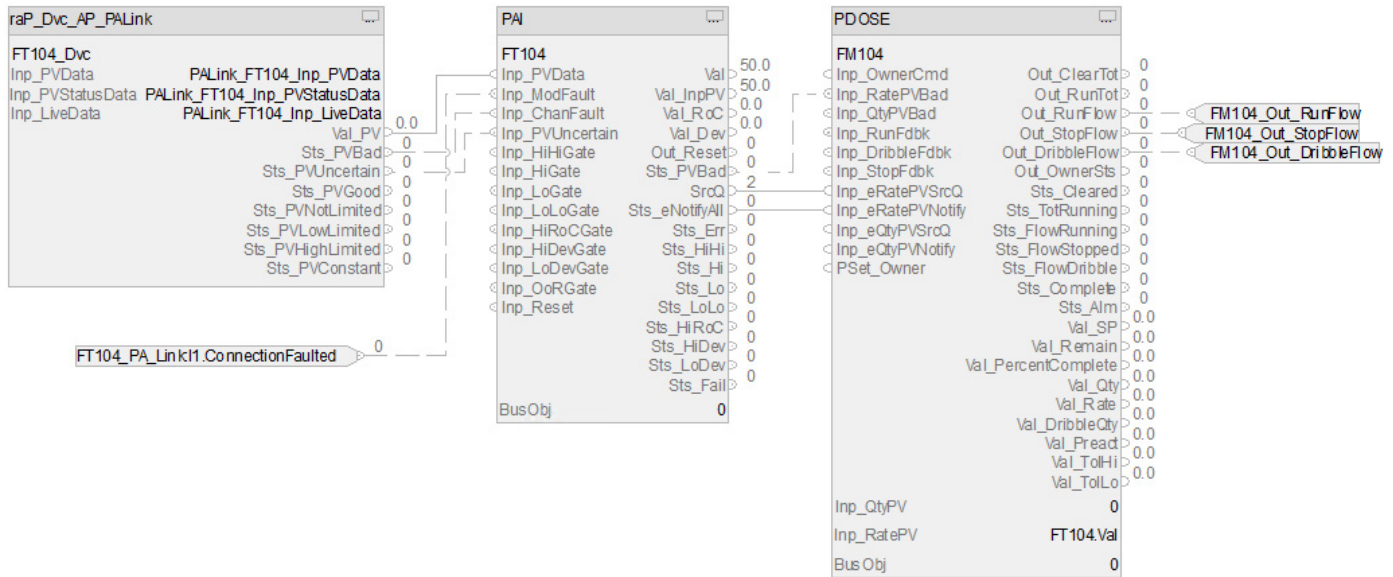 raP_Dvc_AP_PALink
FT104_Dvc
Inp_PVData PALink_FT104_Inp_PVData
Inp_PVStatusData PALink_FT104_Inp_PVStatusData
Inp_LiveData PALink_FT104_Inp_LiveData
Val_PV 0.0
Sts_PVBad 0
Sts_PVUncertain 0
Sts_PVGood 0
Sts_PVNotLimited 0
Sts_PVLowLimited 0
Sts_PVHighLimited 0
Sts_PVConstant 0
FT104_PA_Link:I1.ConnectionFaulted 0
PAI
FT104
Inp_PVData Val 50.0
Inp_ModFault Val_InpPV 50.0
Inp_ChanFault Val_RoC 0.0
Inp_PVUncertain Val_Dev 0.0
Inp_HiHiGate Out_Reset 0
Inp_HiGate Sts_PVBad 0
Inp_LoGate SrcQ 2
Inp_LoLoGate Sts_eNotifyAll 0
Inp_HiRoCGate Sts_Err 0
Inp_HiDevGate Sts_HiHi 0
Inp_LoDevGate Sts_Hi 0
Inp_OoRGate Sts_Lo 0
Inp_Reset Sts_LoLo 0
Sts_HiRoC 0
Sts_HiDev 0
Sts_LoDev 0
Sts_Fail 0
BusObj 0
PDOSE
FM104
Inp_OwnerCmd Out_ClearTot 0
Inp_RatePVBad Out_RunTot 0
Inp_QtyPVBad Out_RunFlow 0
Inp_RunFdbk Out_StopFlow 0
Inp_DribbleFdbk Out_DribbleFlow 0
Inp_StopFdbk Out_OwnerSts 0
Inp_eRatePVSrcQ Sts_Cleared 0
Inp_eRatePVNotify Sts_TotRunning 0
Inp_eQtyPVSrcQ Sts_FlowRunning 0
Inp_eQtyPVNotify Sts_FlowStopped 0
PSet_Owner Sts_FlowDribble 0
Sts_Complete 0
Sts_Alm 0
Val_SP 0.0
Val_Remain 0.0
Val_PercentComplete 0.0
Val_Qty 0.0
Val_Rate 0.0
Val_DribbleQty 0.0
Val_Preact 0.0
Val_TolHi 0.0
Val_TolLo 0.0
Inp_QtyPV 0
Inp_RatePV FT104.Val
BusObj 0
FM104_Out_RunFlow
FM104_Out_StopFlow
FM104_Out_DribbleFlow